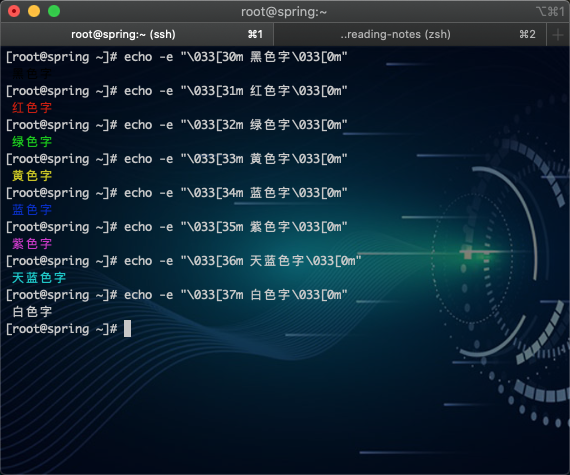 root@spring:~
⌥⌘1
root@spring:~ (ssh) ⌘1
..reading-notes (zsh) ⌘2
[root@spring ~]# echo -e "\033[30m 黑色字\033[0m"
黑色字
[root@spring ~]# echo -e "\033[31m 红色字\033[0m"
红色字
[root@spring ~]# echo -e "\033[32m 绿色字\033[0m"
绿色字
[root@spring ~]# echo -e "\033[33m 黄色字\033[0m"
黄色字
[root@spring ~]# echo -e "\033[34m 蓝色字\033[0m"
蓝色字
[root@spring ~]# echo -e "\033[35m 紫色字\033[0m"
紫色字
[root@spring ~]# echo -e "\033[36m 天蓝色字\033[0m"
天蓝色字
[root@spring ~]# echo -e "\033[37m 白色字\033[0m"
白色字
[root@spring ~]#